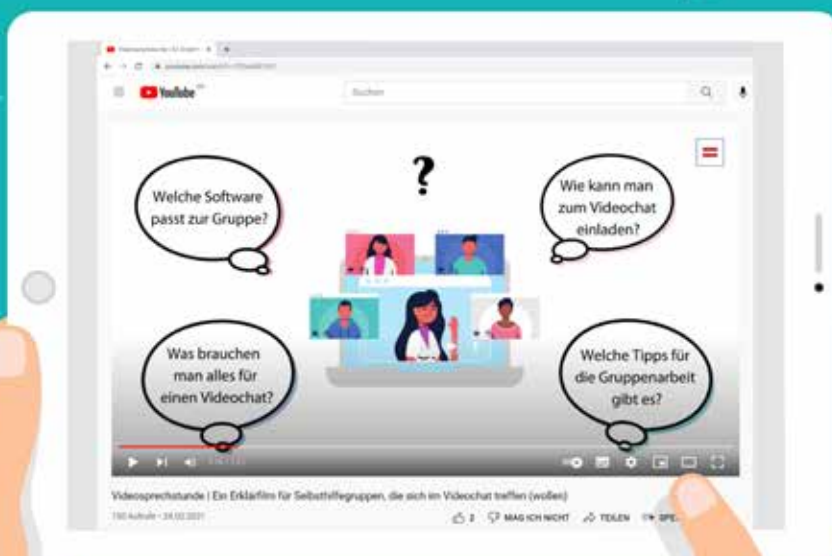 YouTube
Suchen
Welche Software
passt zur Gruppe?
?
Wie kann man
zum Videochat
einladen?
Was brauchen
man alles für
einen Videochat?
Welche Tipps für
die Gruppenarbeit
gibt es?
Videosprechstunde | Ein Erklärfilm für Selbsthilfegruppen, die sich im Videochat treffen (wollen)
2 MAG ICH NICHT TEILEN